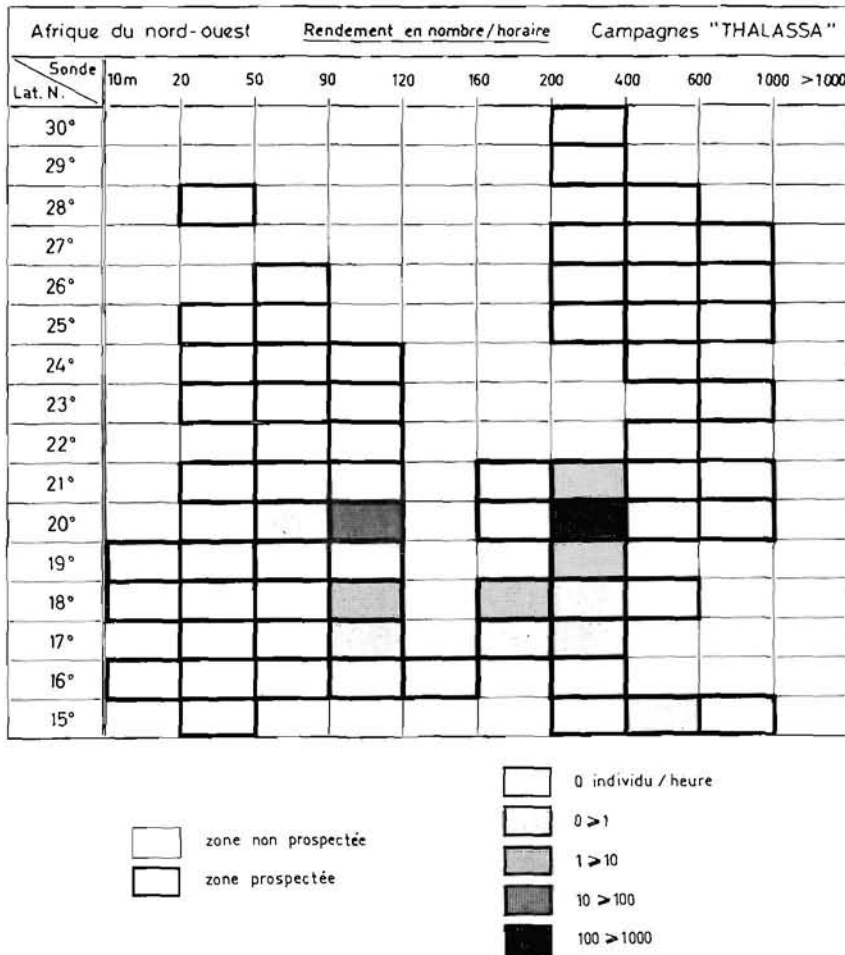 Afrique du nord-ouest Rendement en nombre/horaire Campagnes "THALASSA"
Sonde
Lat. N. 10m 20 50 90 120 160 200 400 600 1000 >1000
30°
29°
28°
27°
26°
25°
24°
23°
22°
21°
20°
19°
18°
17°
16°
15°
0 individu / heure
zone non prospectée
0 ⩾ 1
zone prospectée
1 ⩾ 10
10 ⩾ 100
100 ⩾ 1000